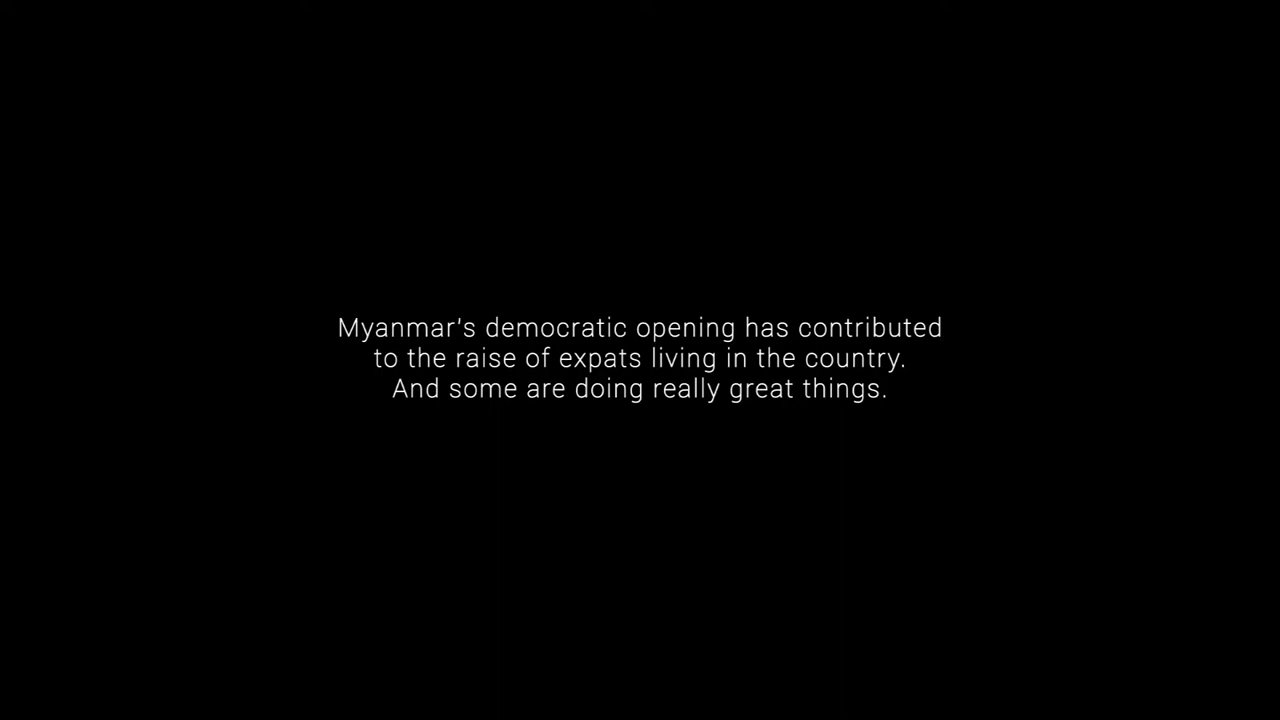 Myanmar's democratic opening has contributed
to the raise of expats living in the country.
And some are doing really great things.